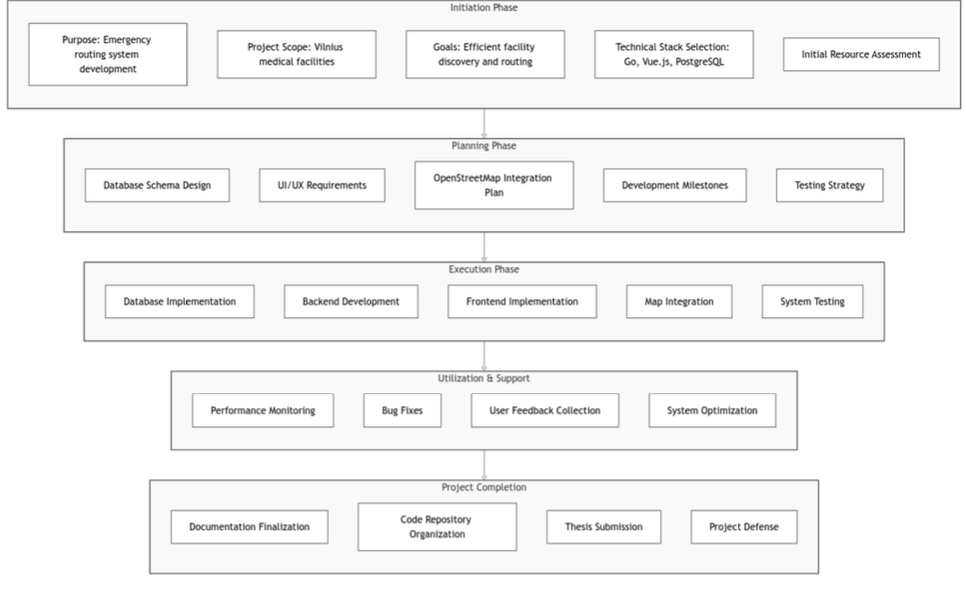 Initiation Phase
Purpose: Emergency
routing system
development
Project Scope: Vilnius
medical facilities
Goals: Efficient facility
discovery and routing
Technical Stack Selection:
Go, Vue.js, PostgreSQL
Initial Resource Assessment
Planning Phase
Database Schema Design
UI/UX Requirements
OpenStreetMap Integration
Plan
Development Milestones
Testing Strategy
Execution Phase
Database Implementation
Backend Development
Frontend Implementation
Map Integration
System Testing
Utilization & Support
Performance Monitoring
Bug Fixes
User Feedback Collection
System Optimization
Project Completion
Documentation Finalization
Code Repository
Organization
Thesis Submission
Project Defense